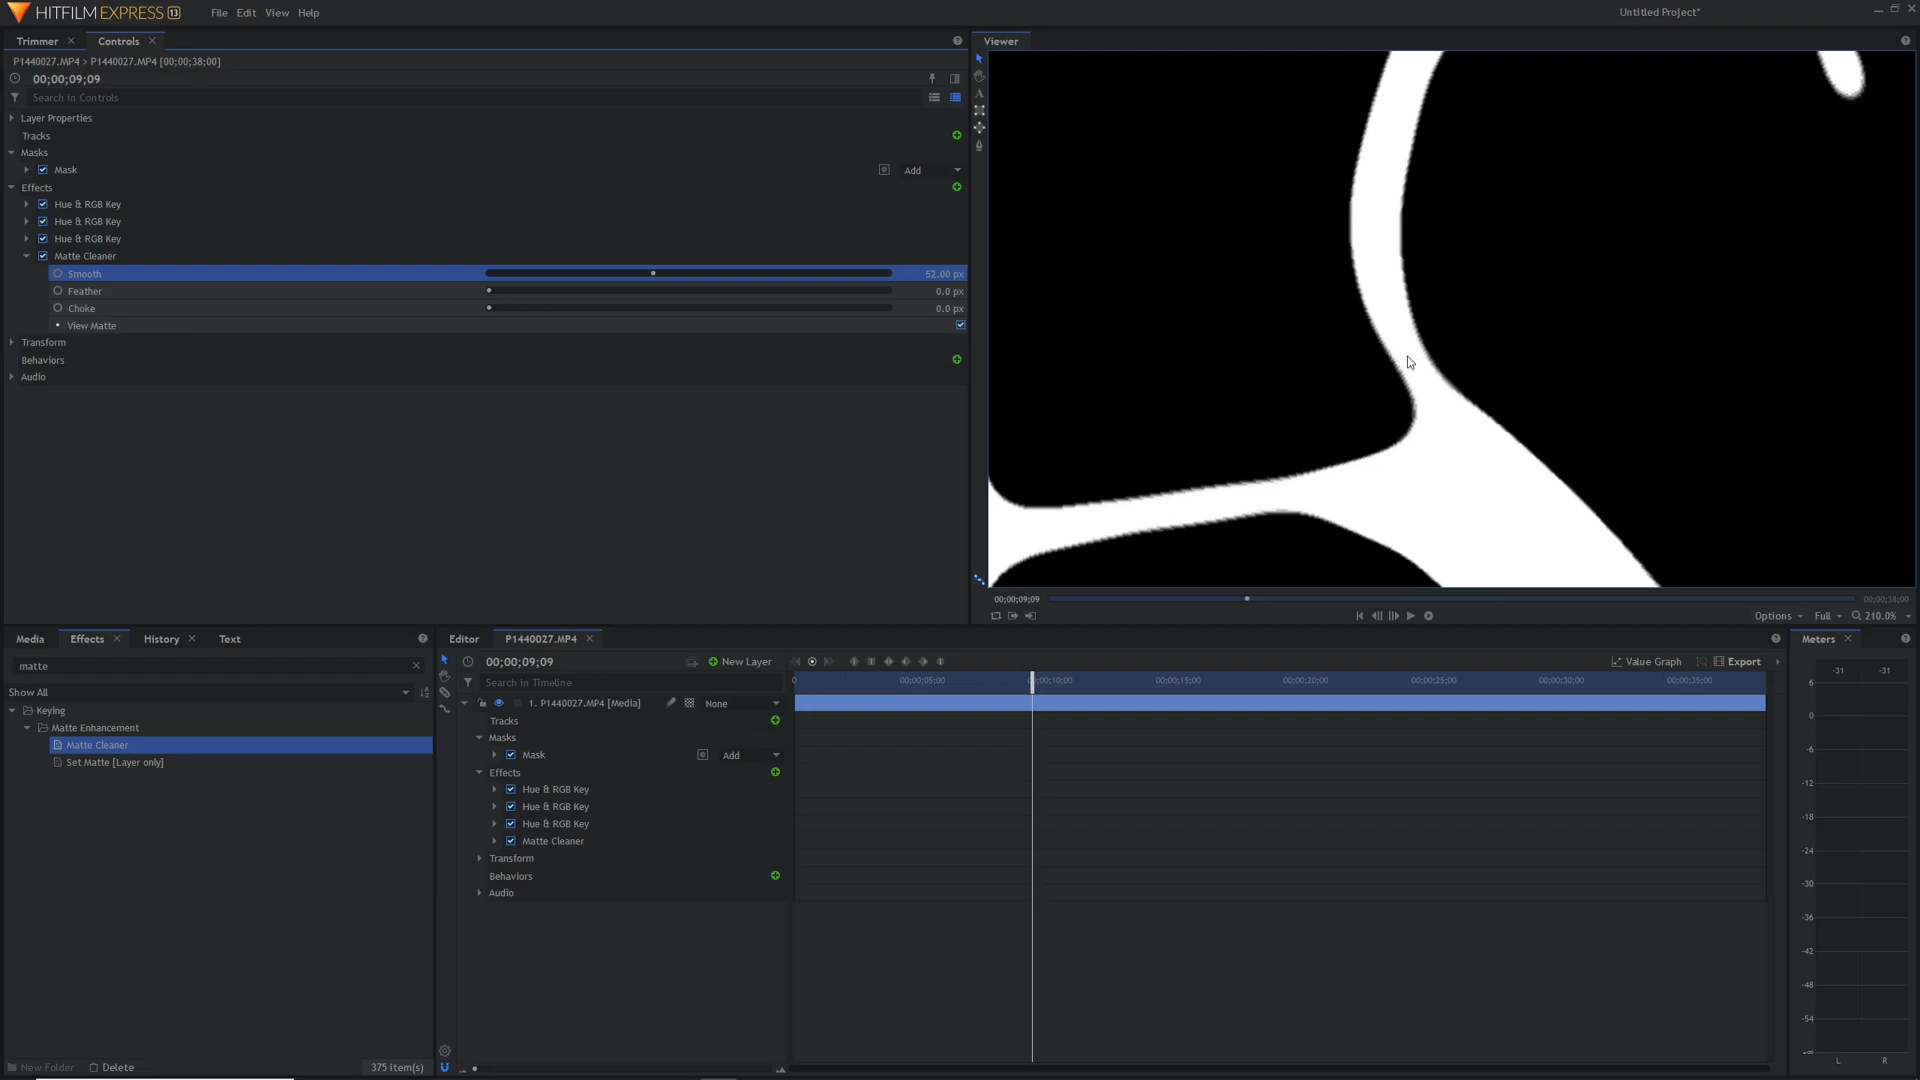 HITFILM EXPRESS 13 File Edit View Help Untitled Project*
Trimmer Controls
P1440027.MP4 > P1440027.MP4 [00;00;38;00]
00;00;09;09
Search in Controls
Layer Properties
Tracks
Masks
Mask Add
Effects
Hue & RGB Key
Hue & RGB Key
Hue & RGB Key
Matte Cleaner
Smooth 52.00 px
Feather 0.0 px
Choke 0.0 px
View Matte
Transform
Behaviors
Audio
Viewer
00;00;09;09 00;00;38;00
Options Full 210.0%
Media Effects History Text
matte
Show All
Keying
Matte Enhancement
Matte Cleaner
Set Matte [Layer only]
New Folder Delete 375 item(s)
Editor P1440027.MP4
00;00;09;09 New Layer Value Graph Export
Search in Timeline
0 00;00;05;00 00;00;10;00 00;00;15;00 00;00;20;00 00;00;25;00 00;00;30;00 00;00;35;00
1. P1440027.MP4 [Media] None
Tracks
Masks
Mask Add
Effects
Hue & RGB Key
Hue & RGB Key
Hue & RGB Key
Matte Cleaner
Transform
Behaviors
Audio
Meters
-31 -31
6
0
-6
-12
-18
-24
-30
-36
-42
-48
-54
-∞
L R